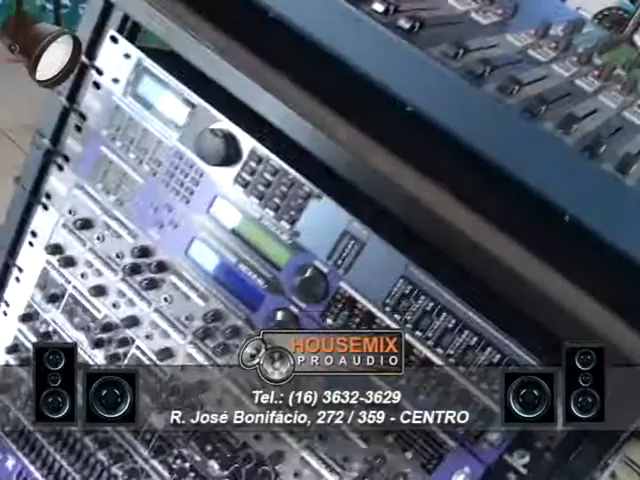 HOUSEMIX
PROAUDIO
Tel.: (16) 3632-3629
R. José Bonifácio, 272 / 359 - CENTRO